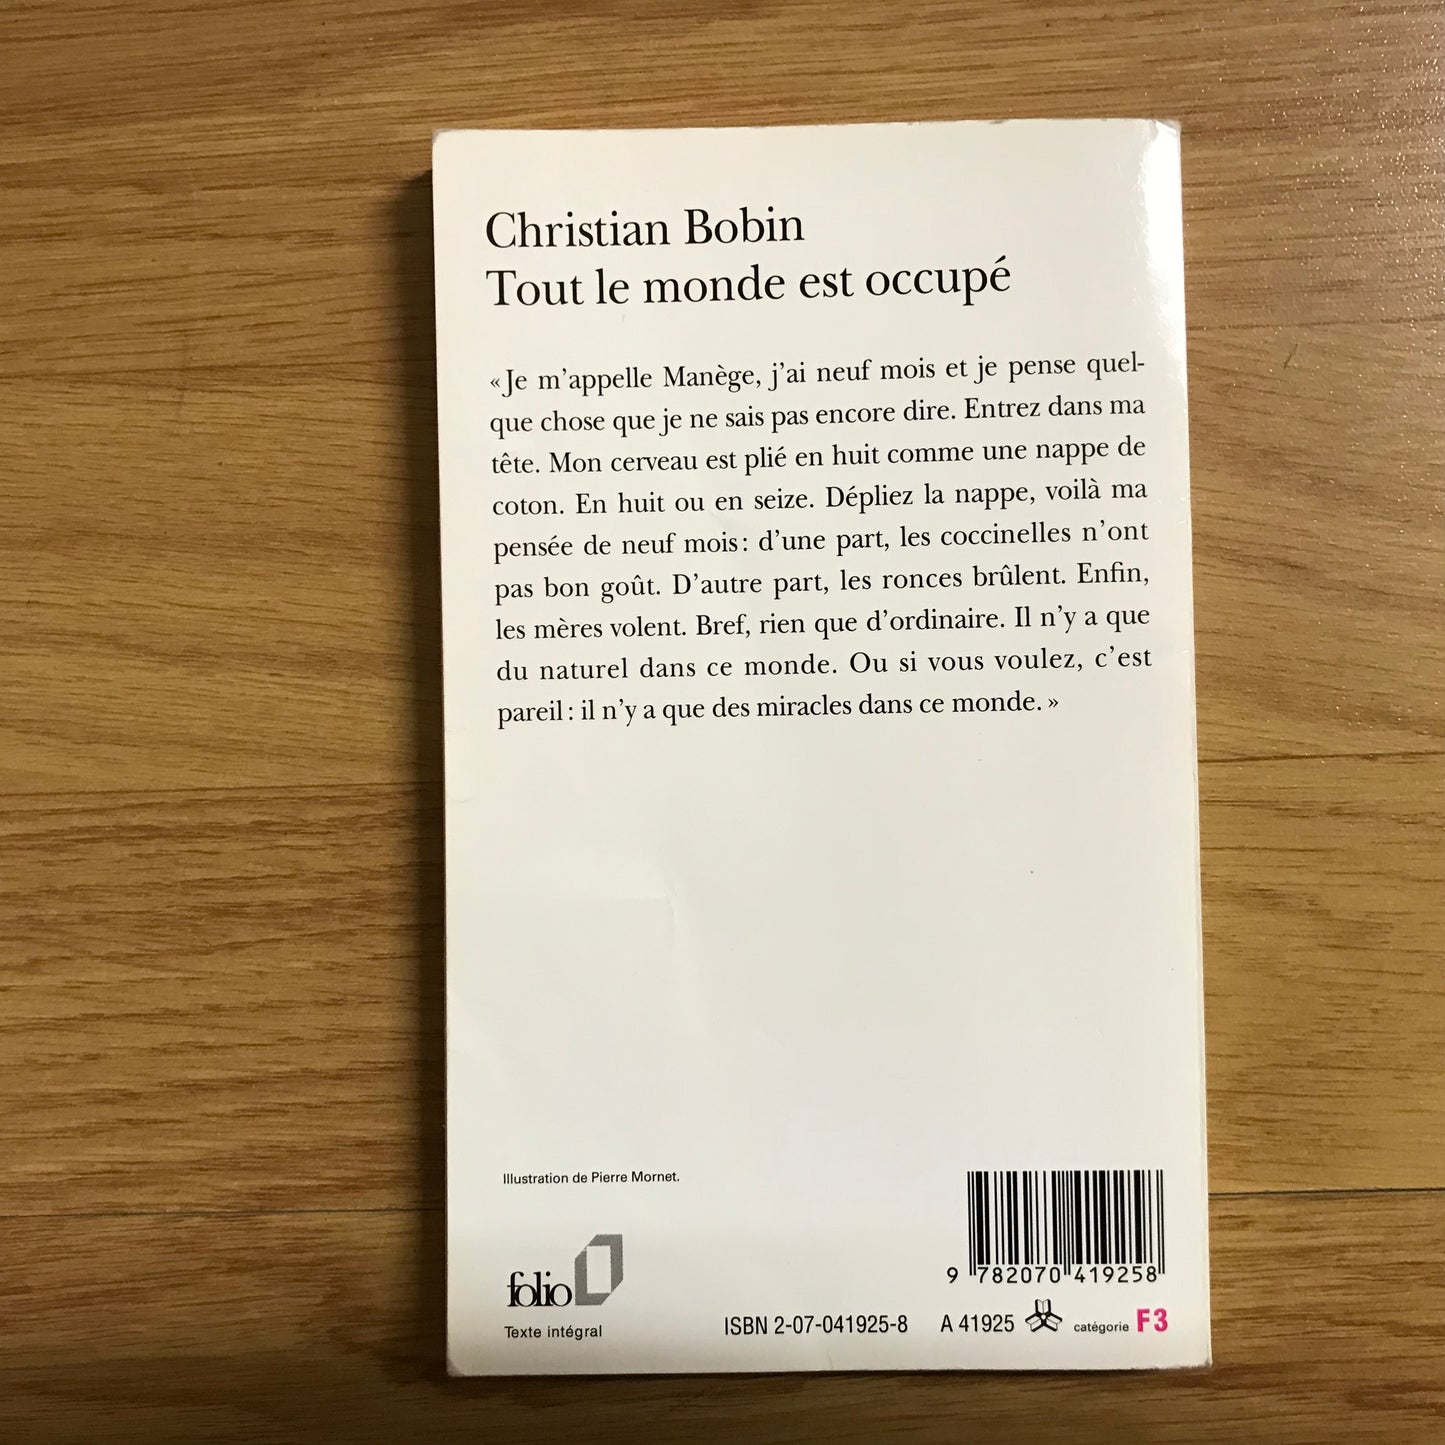 Christian Bobin
Tout le monde est occupé
« Je m'appelle Manège, j'ai neuf mois et je pense quel-
que chose que je ne sais pas encore dire. Entrez dans ma
tête. Mon cerveau est plié en huit comme une nappe de
coton. En huit ou en seize. Dépliez la nappe, voilà ma
pensée de neuf mois : d'une part, les coccinelles n'ont
pas bon goût. D'autre part, les ronces brûlent. Enfin,
les mères volent. Bref, rien que d'ordinaire. Il n'y a que
du naturel dans ce monde. Ou si vous voulez, c'est
pareil : il n'y a que des miracles dans ce monde. »
Illustration de Pierre Mornet.
folio
Texte intégral
9 782070 419258
ISBN 2-07-041925-8 A 41925 catégorie F3